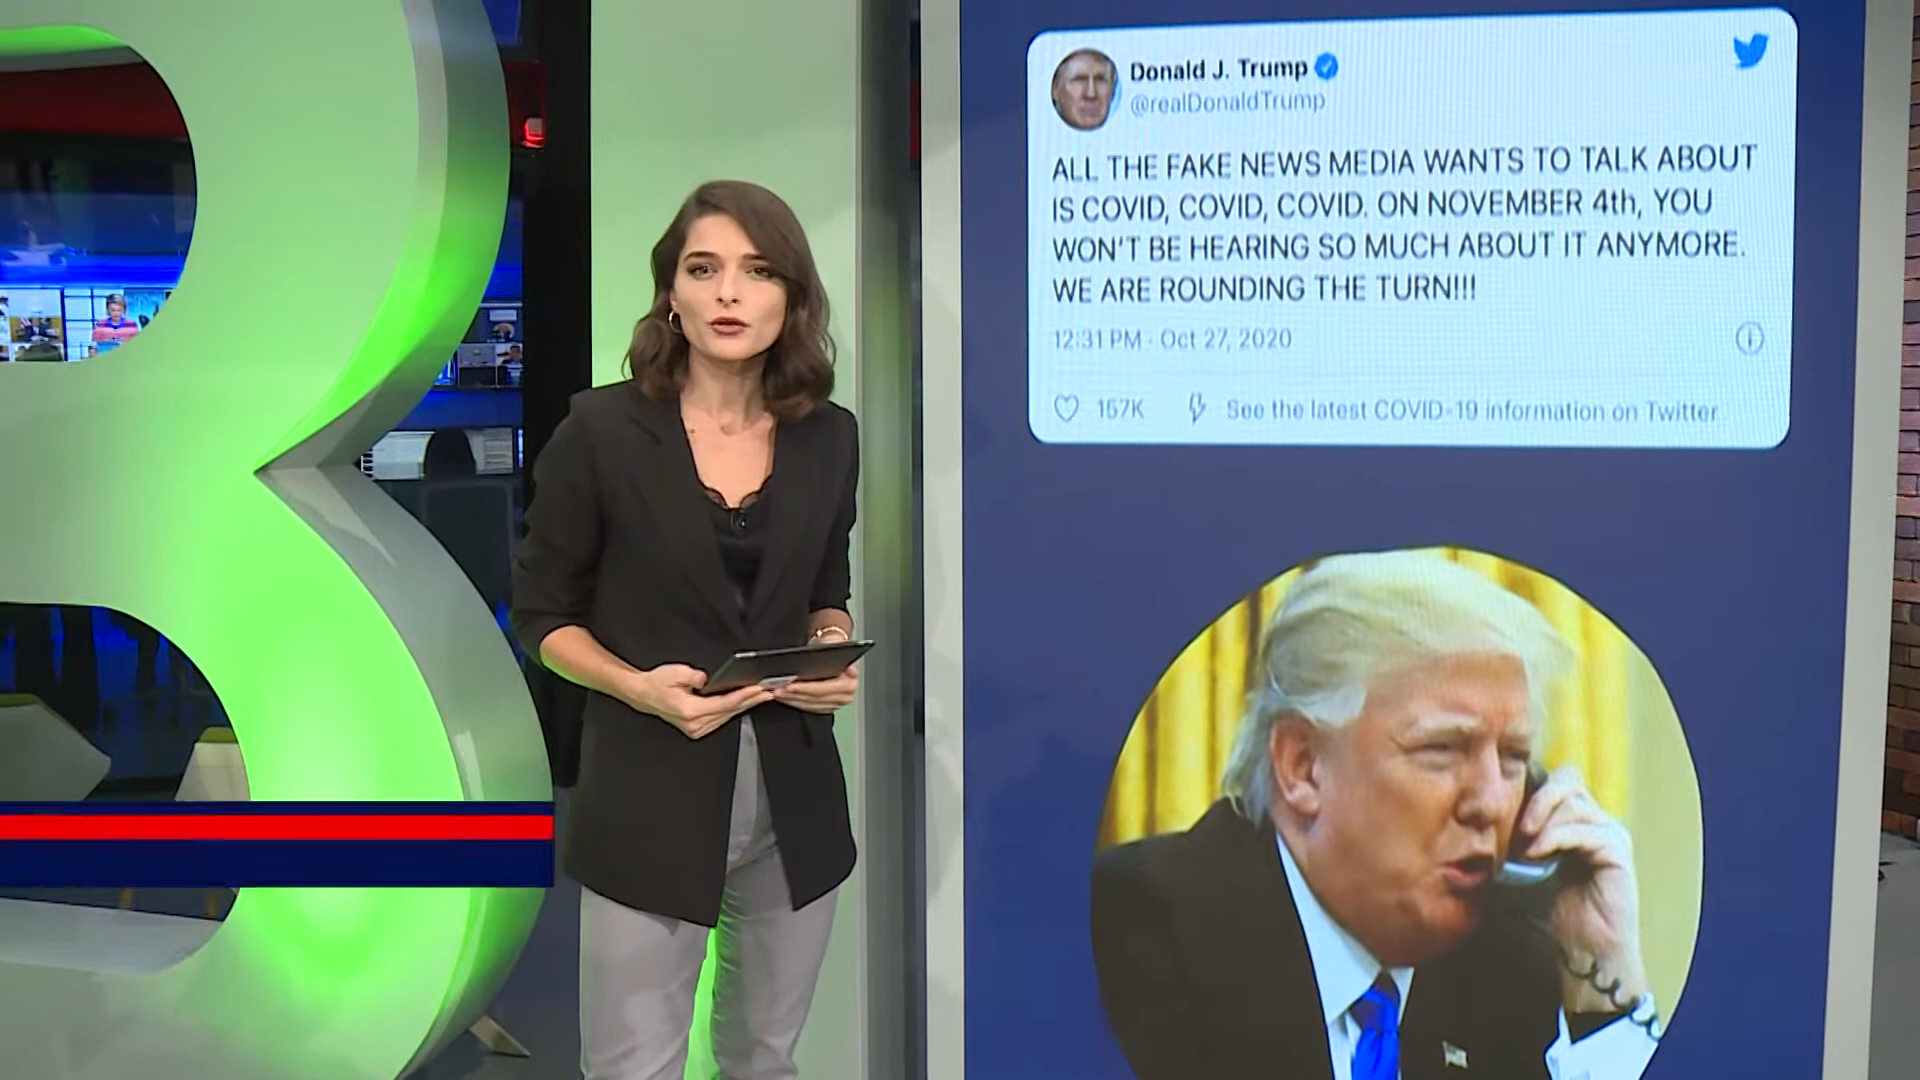 Donald J. Trump
@realDonaldTrump
ALL THE FAKE NEWS MEDIA WANTS TO TALK ABOUT
IS COVID, COVID, COVID. ON NOVEMBER 4th, YOU
WON'T BE HEARING SO MUCH ABOUT IT ANYMORE.
WE ARE ROUNDING THE TURN!!!
12:31 PM · Oct 27, 2020
157K See the latest COVID-19 information on Twitter